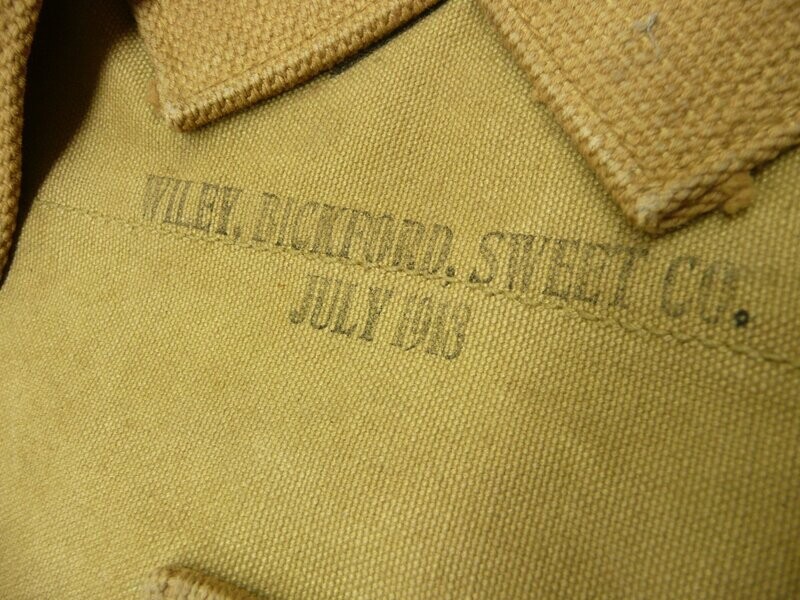 WILEY, BICKFORD, SWEET CO.
JULY 1918